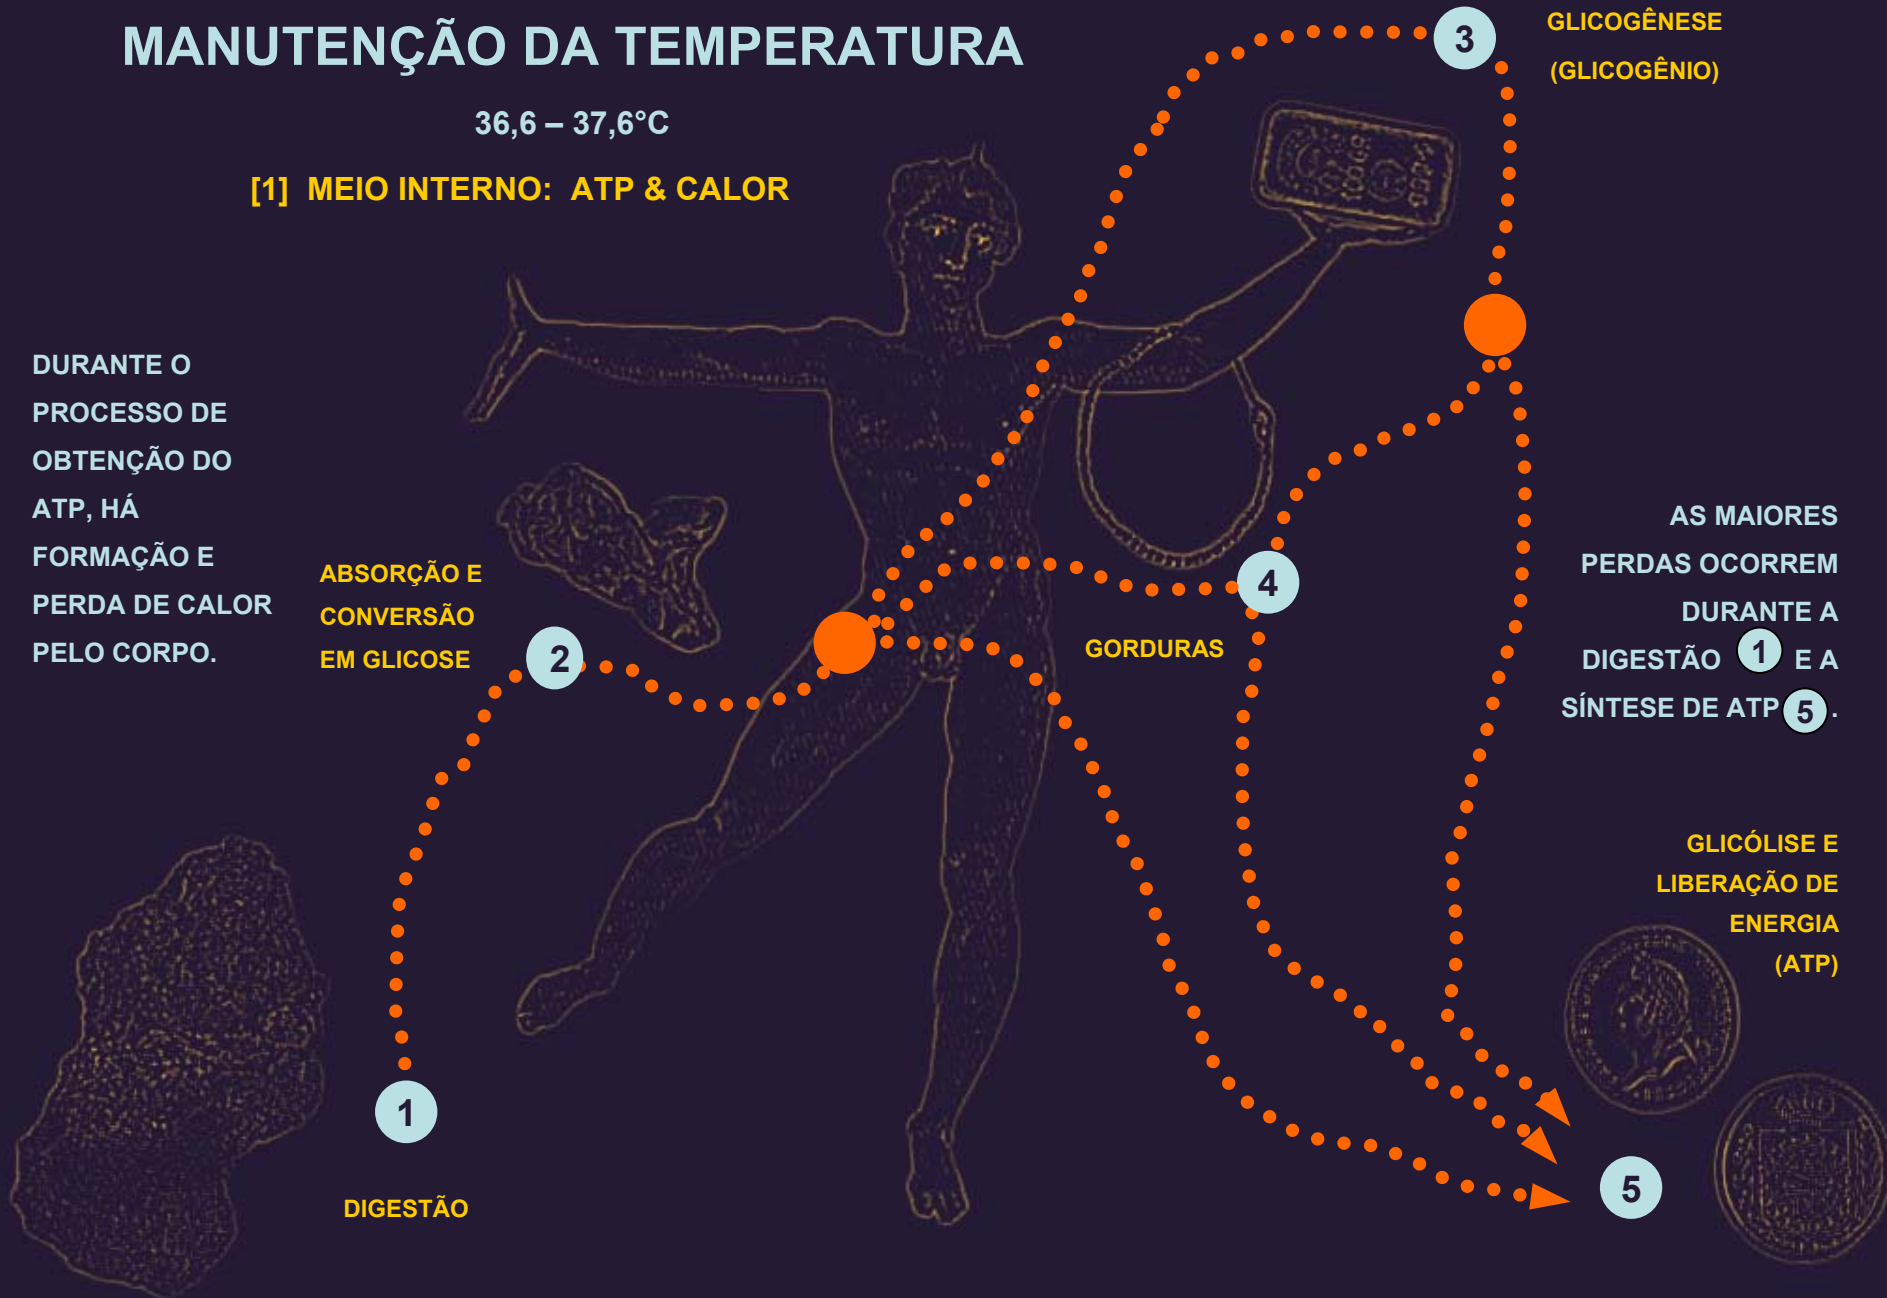 MANUTENÇÃO DA TEMPERATURA
36,6 – 37,6°C
[1] MEIO INTERNO: ATP & CALOR
3
GLICOGÊNESE
(GLICOGÊNIO)
DURANTE O
PROCESSO DE
OBTENÇÃO DO
ATP, HÁ
FORMAÇÃO E
PERDA DE CALOR
PELO CORPO.
ABSORÇÃO E
CONVERSÃO
EM GLICOSE
2
4
GORDURAS
AS MAIORES
PERDAS OCORREM
DURANTE A
DIGESTÃO 1 E A
SÍNTESE DE ATP 5 .
GLICÓLISE E
LIBERAÇÃO DE
ENERGIA
(ATP)
1
DIGESTÃO
5